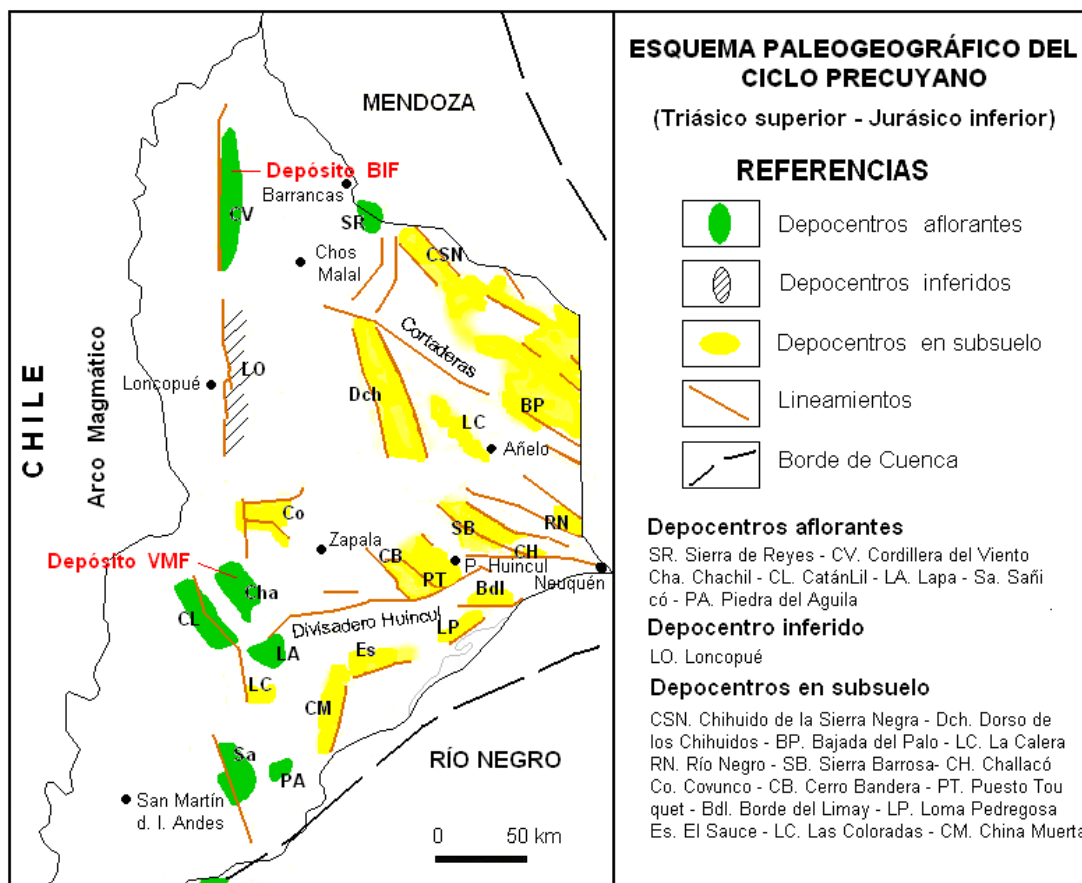 MENDOZA
Depósito BIF
Barrancas
CV
SR
Chos
Malal
CSN
Cortaderas
CHILE
Arco Magmático
Loncopué
LO
Dch
LC
BP
Añelo
Co
Zapala
SB
RN
CH
CB
PT
P. Huincul
Neuquén
Depósito VMF
Cha
CL
Bdl
LP
Divisadero Huincul
LA
Es
LC
CM
Sa
PA
RÍO NEGRO
San Martín
d. l. Andes
0 50 km
ESQUEMA PALEOGEOGRÁFICO DEL
CICLO PRECUYANO
(Triásico superior - Jurásico inferior)
REFERENCIAS
Depocentros aflorantes
Depocentros inferidos
Depocentros en subsuelo
Lineamientos
Borde de Cuenca
Depocentros aflorantes
SR. Sierra de Reyes - CV. Cordillera del Viento
Cha. Chachil - CL. CatánLil - LA. Lapa - Sa. Sañi
có - PA. Piedra del Aguila
Depocentro inferido
LO. Loncopué
Depocentros en subsuelo
CSN. Chihuido de la Sierra Negra - Dch. Dorso de
los Chihuidos - BP. Bajada del Palo - LC. La Calera
RN. Río Negro - SB. Sierra Barrosa- CH. Challacó
Co. Covunco - CB. Cerro Bandera - PT. Puesto Tou
quet - Bdl. Borde del Limay - LP. Loma Pedregosa
Es. El Sauce - LC. Las Coloradas - CM. China Muerta